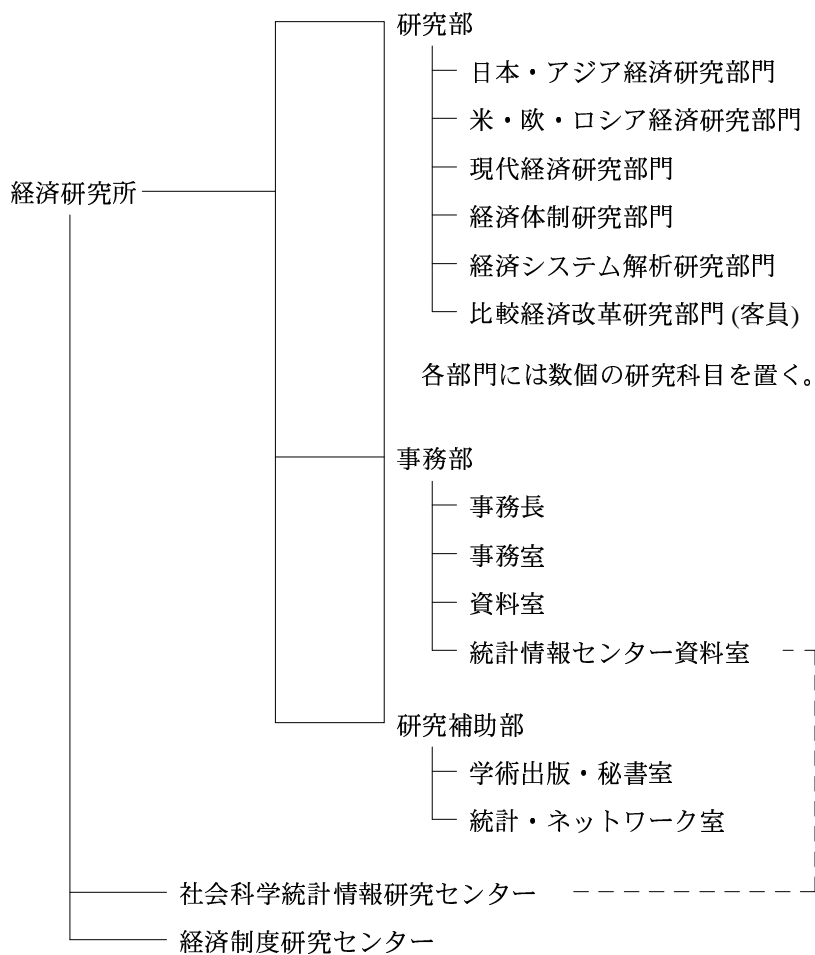 研究部
日本・アジア経済研究部門
米・欧・ロシア経済研究部門
現代経済研究部門
経済研究所
経済体制研究部門
経済システム解析研究部門
比較経済改革研究部門 (客員)
各部門には数個の研究科目を置く。
事務部
事務長
事務室
資料室
統計情報センター資料室
研究補助部
学術出版・秘書室
統計・ネットワーク室
社会科学統計情報研究センター
経済制度研究センター